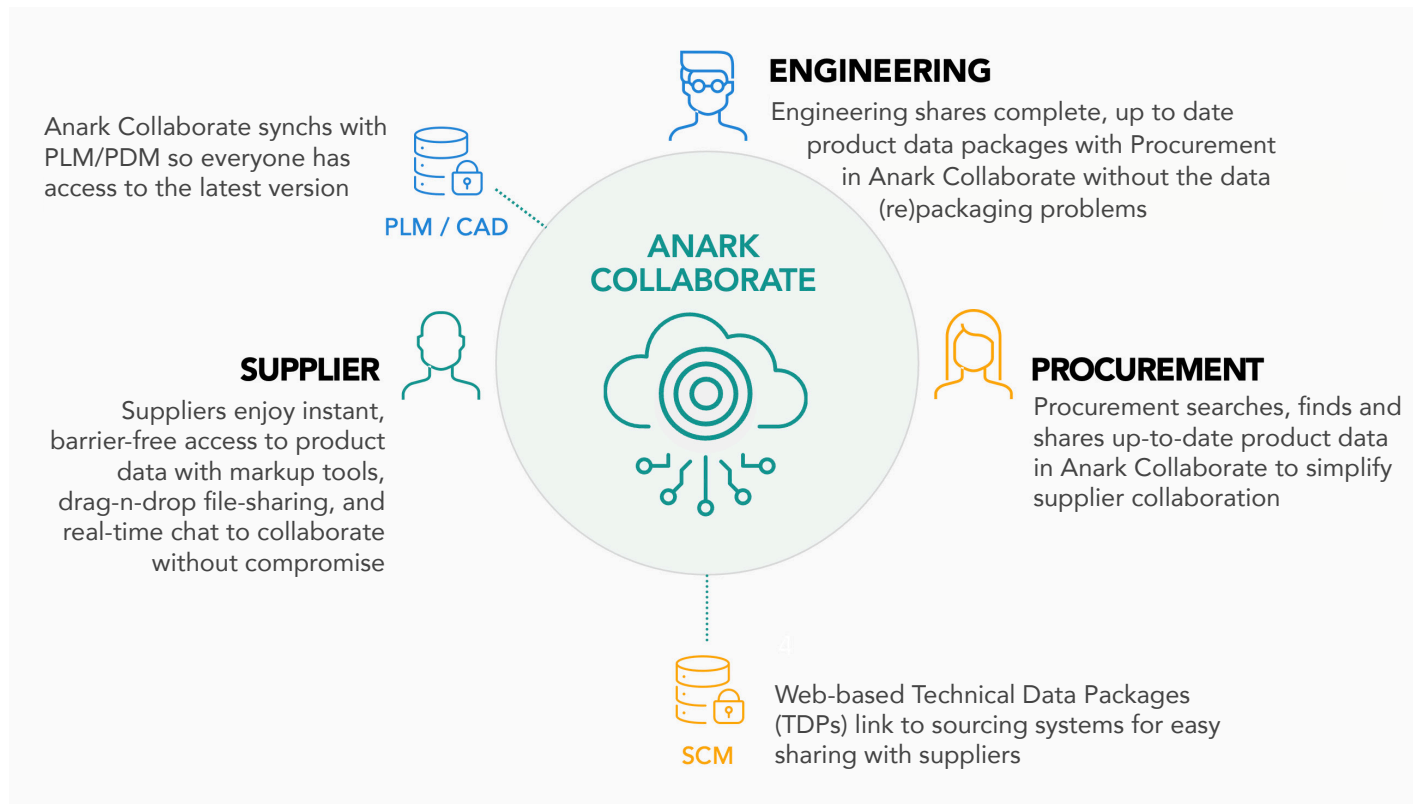 ENGINEERING
Engineering shares complete, up to date
product data packages with Procurement
in Anark Collaborate without the data
(re)packaging problems
Anark Collaborate synchs with
PLM/PDM so everyone has
access to the latest version
PLM / CAD
ANARK
COLLABORATE
SUPPLIER
Suppliers enjoy instant,
barrier-free access to product
data with markup tools,
drag-n-drop file-sharing, and
real-time chat to collaborate
without compromise
PROCUREMENT
Procurement searches, finds and
shares up-to-date product data
in Anark Collaborate to simplify
supplier collaboration
4
SCM
Web-based Technical Data Packages
(TDPs) link to sourcing systems for easy
sharing with suppliers